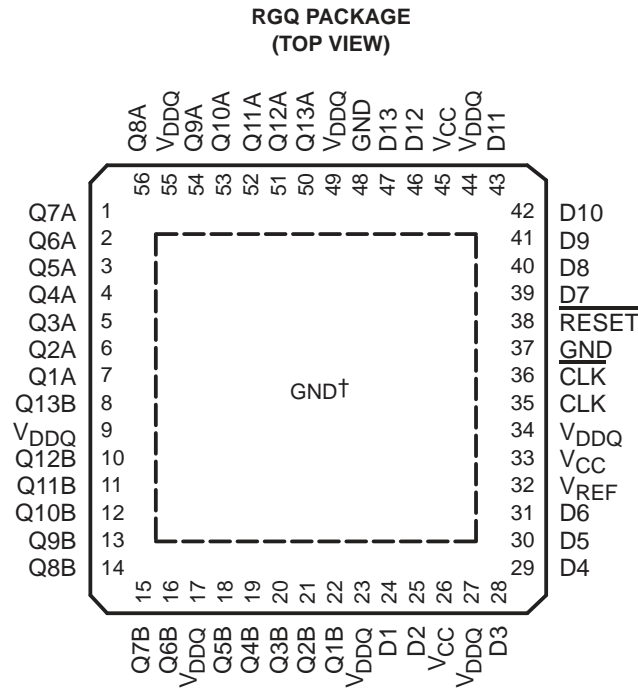 RGQ PACKAGE
(TOP VIEW)
Q8A
VDDQ
Q9A
Q10A
Q11A
Q12A
Q13A
VDDQ
GND
D13
D12
VCC
VDDQ
D11
56 55 54 53 52 51 50 49 48 47 46 45 44 43
Q7A 1
Q6A 2
Q5A 3
Q4A 4
Q3A 5
Q2A 6
Q1A 7
Q13B 8
VDDQ 9
Q12B 10
Q11B 11
Q10B 12
Q9B 13
Q8B 14
GND†
42 D10
41 D9
40 D8
39 D7
38 RESET
37 GND
36 CLK
35 CLK
34 VDDQ
33 VCC
32 VREF
31 D6
30 D5
29 D4
15 16 17 18 19 20 21 22 23 24 25 26 27 28
Q7B
Q6B
VDDQ
Q5B
Q4B
Q3B
Q2B
Q1B
VDDQ
D1
D2
VCC
VDDQ
D3